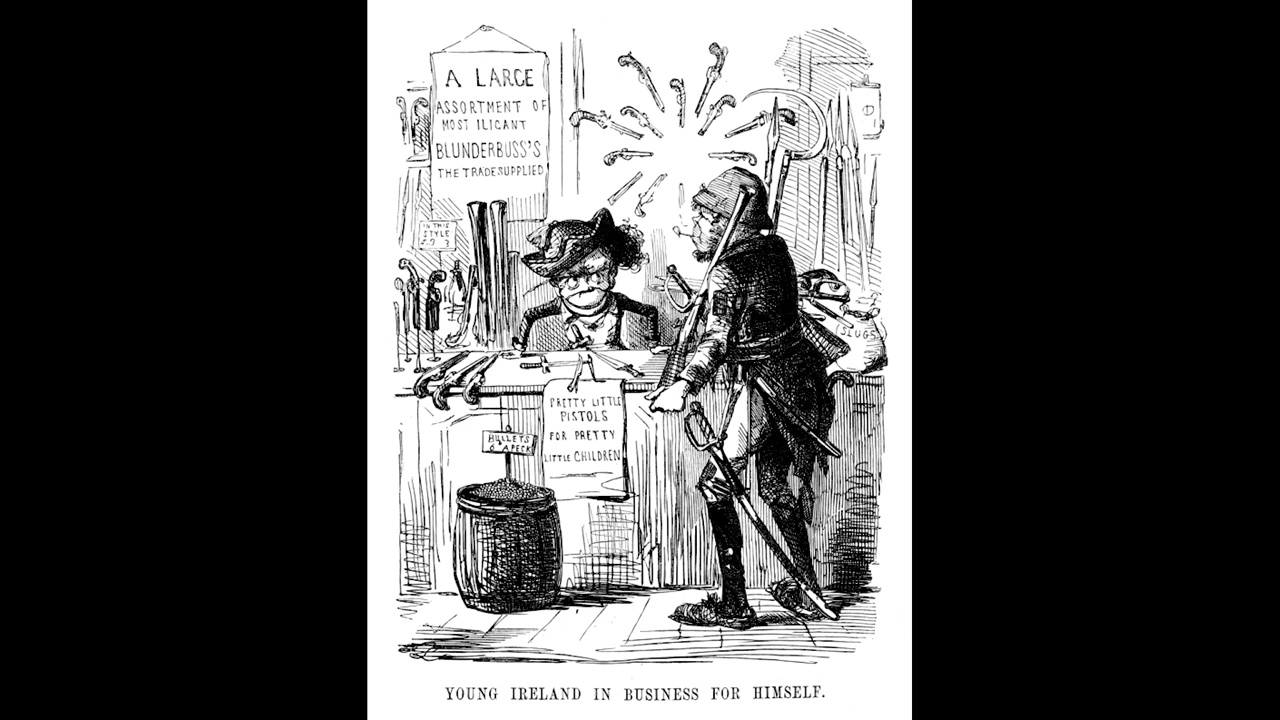 A LARGE
ASSORTMENT OF
MOST ILICANT
BLUNDERBUSS'S
THE TRADE SUPPLIED
IN THIS
STYLE
SLUGS
PRETTY LITTLE
PISTOLS
FOR PRETTY
LITTLE CHILDREN
BULLETS
6D A PECK
YOUNG IRELAND IN BUSINESS FOR HIMSELF.